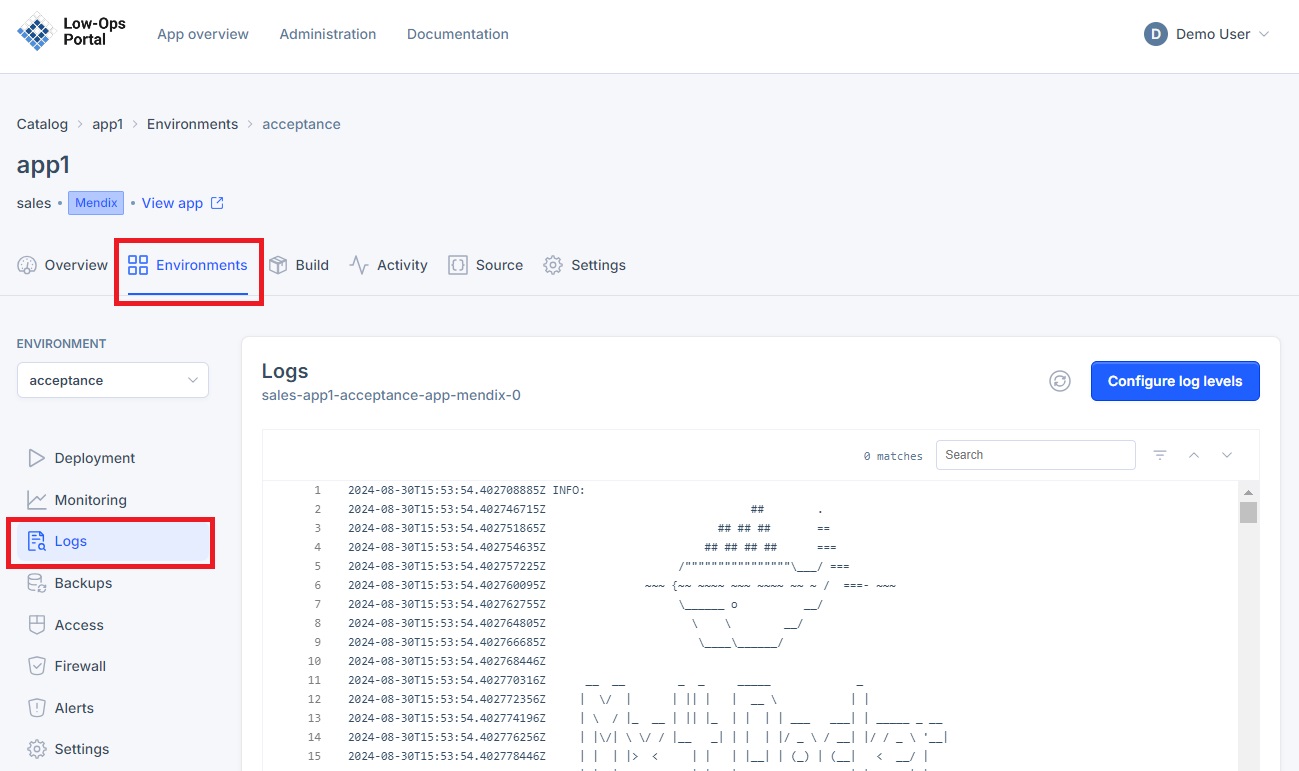 Low-Ops
Portal
App overview Administration Documentation
D Demo User
Catalog > app1 > Environments > acceptance
app1
sales • Mendix • View app
Overview Environments Build Activity Source Settings
ENVIRONMENT
acceptance
Deployment
Monitoring
Logs
Backups
Access
Firewall
Alerts
Settings
Logs
sales-app1-acceptance-app-mendix-0
Configure log levels
0 matches Search
1 2024-08-30T15:53:54.402708885Z INFO:
2 2024-08-30T15:53:54.402746715Z                               ##        .
3 2024-08-30T15:53:54.402751865Z                          ## ## ##       ==
4 2024-08-30T15:53:54.402754635Z                        ## ## ## ##      ===
5 2024-08-30T15:53:54.402757225Z                    /""""""""""""""""\___/ ===
6 2024-08-30T15:53:54.402760095Z               ~~~ {~~ ~~~~ ~~~ ~~~~ ~~ ~ /  ===- ~~~
7 2024-08-30T15:53:54.402762755Z                    \______ o          __/
8 2024-08-30T15:53:54.402764805Z                      \    \        __/
9 2024-08-30T15:53:54.402766685Z                       \____\______/
10 2024-08-30T15:53:54.402768446Z
11 2024-08-30T15:53:54.402770316Z      __  __        _  _     _____             _
12 2024-08-30T15:53:54.402772356Z     |  \/  |      | || |   |  __ \           | |
13 2024-08-30T15:53:54.402774196Z     | \  / |_  __ | || |_  | |  | | ___   ___| | _____ _ __
14 2024-08-30T15:53:54.402776256Z     | |\/| \ \/ / |__   _| | |  | |/ _ \ / __| |/ / _ \ '__|
15 2024-08-30T15:53:54.402778446Z     | |  | |>  <     | |   | |__| | (_) | (__|   <  __/ |